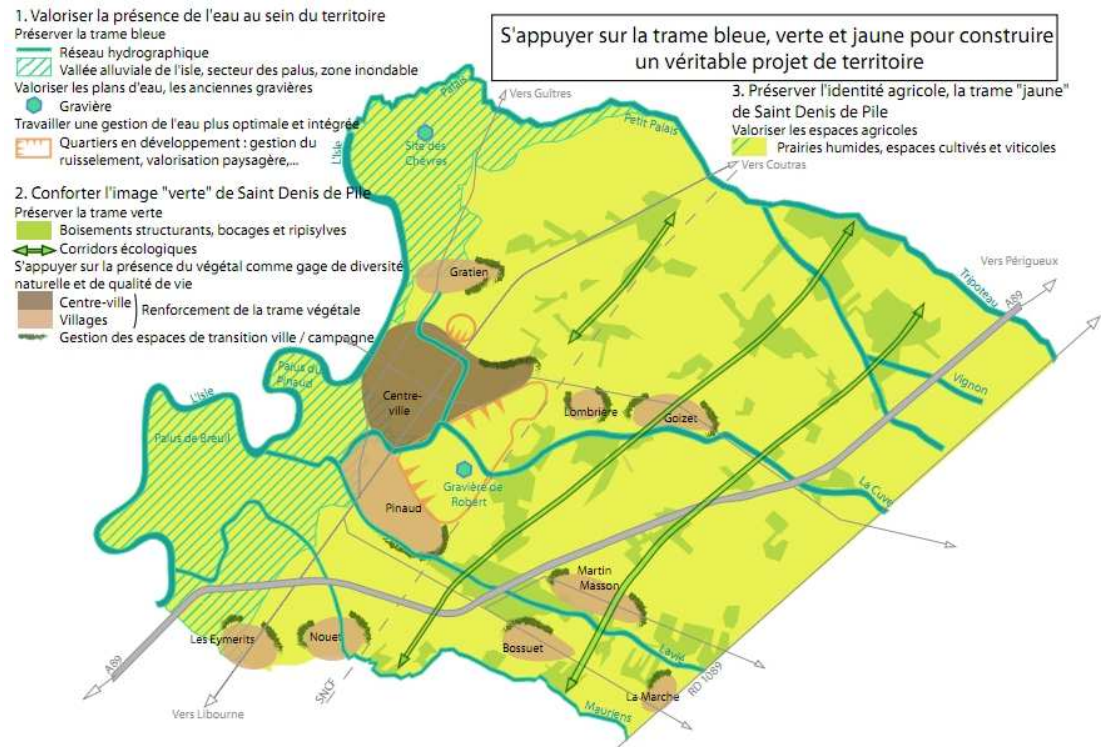 1. Valoriser la présence de l'eau au sein du territoire
Préserver la trame bleue
Réseau hydrographique
Vallée alluviale de l'isle, secteur des palus, zone inondable
Valoriser les plans d'eau, les anciennes gravières
Gravière
Travailler une gestion de l'eau plus optimale et intégrée
Quartiers en développement : gestion du
ruisselement, valorisation paysagère,...
2. Conforter l'image "verte" de Saint Denis de Pile
Préserver la trame verte
Boisements structurants, bocages et ripisylves
Corridors écologiques
S'appuyer sur la présence du végétal comme gage de diversité
naturelle et de qualité de vie
Centre-ville
Villages
Renforcement de la trame végétale
Gestion des espaces de transition ville / campagne
S'appuyer sur la trame bleue, verte et jaune pour construire
un véritable projet de territoire
3. Préserver l'identité agricole, la trame "jaune"
de Saint Denis de Pile
Valoriser les espaces agricoles
Prairies humides, espaces cultivés et viticoles
Palais
Vers Guîtres
Petit Palais
L'Isle
Site des
Chèvres
Vers Coutras
Gratien
Vers Périgueux
A89
Tripoteau
Palus du
Pinaud
L'Isle
Centre-
ville
Vignon
Lombrière
Goizet
Palus de Breuil
Gravière de
Robert
La Cuve
Pinaud
Martin
Masson
Les Eymerits
Nouet
Bossuet
Lavié
RD 1089
La Marche
A89
SNCF
Mauriens
Vers Libourne